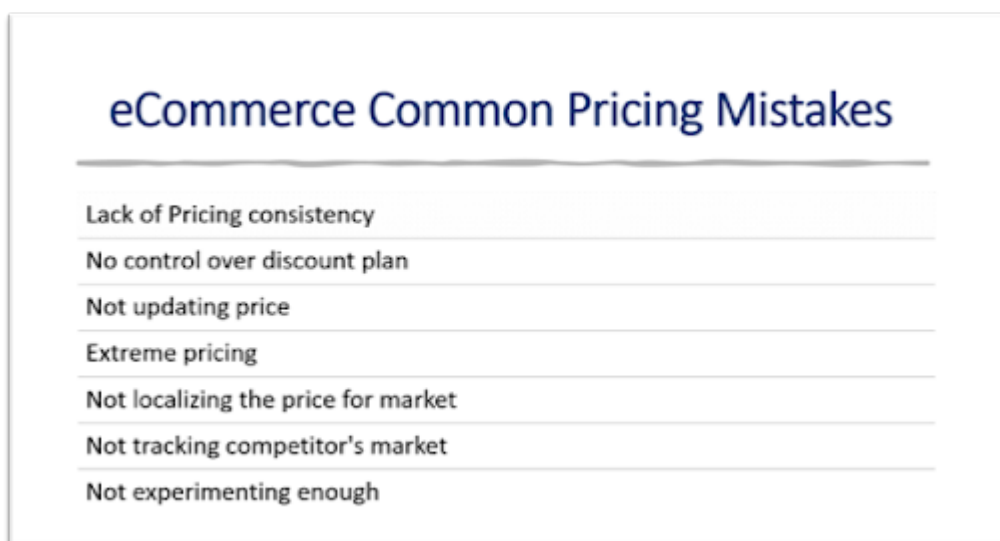 eCommerce Common Pricing Mistakes
Lack of Pricing consistency
No control over discount plan
Not updating price
Extreme pricing
Not localizing the price for market
Not tracking competitor's market
Not experimenting enough